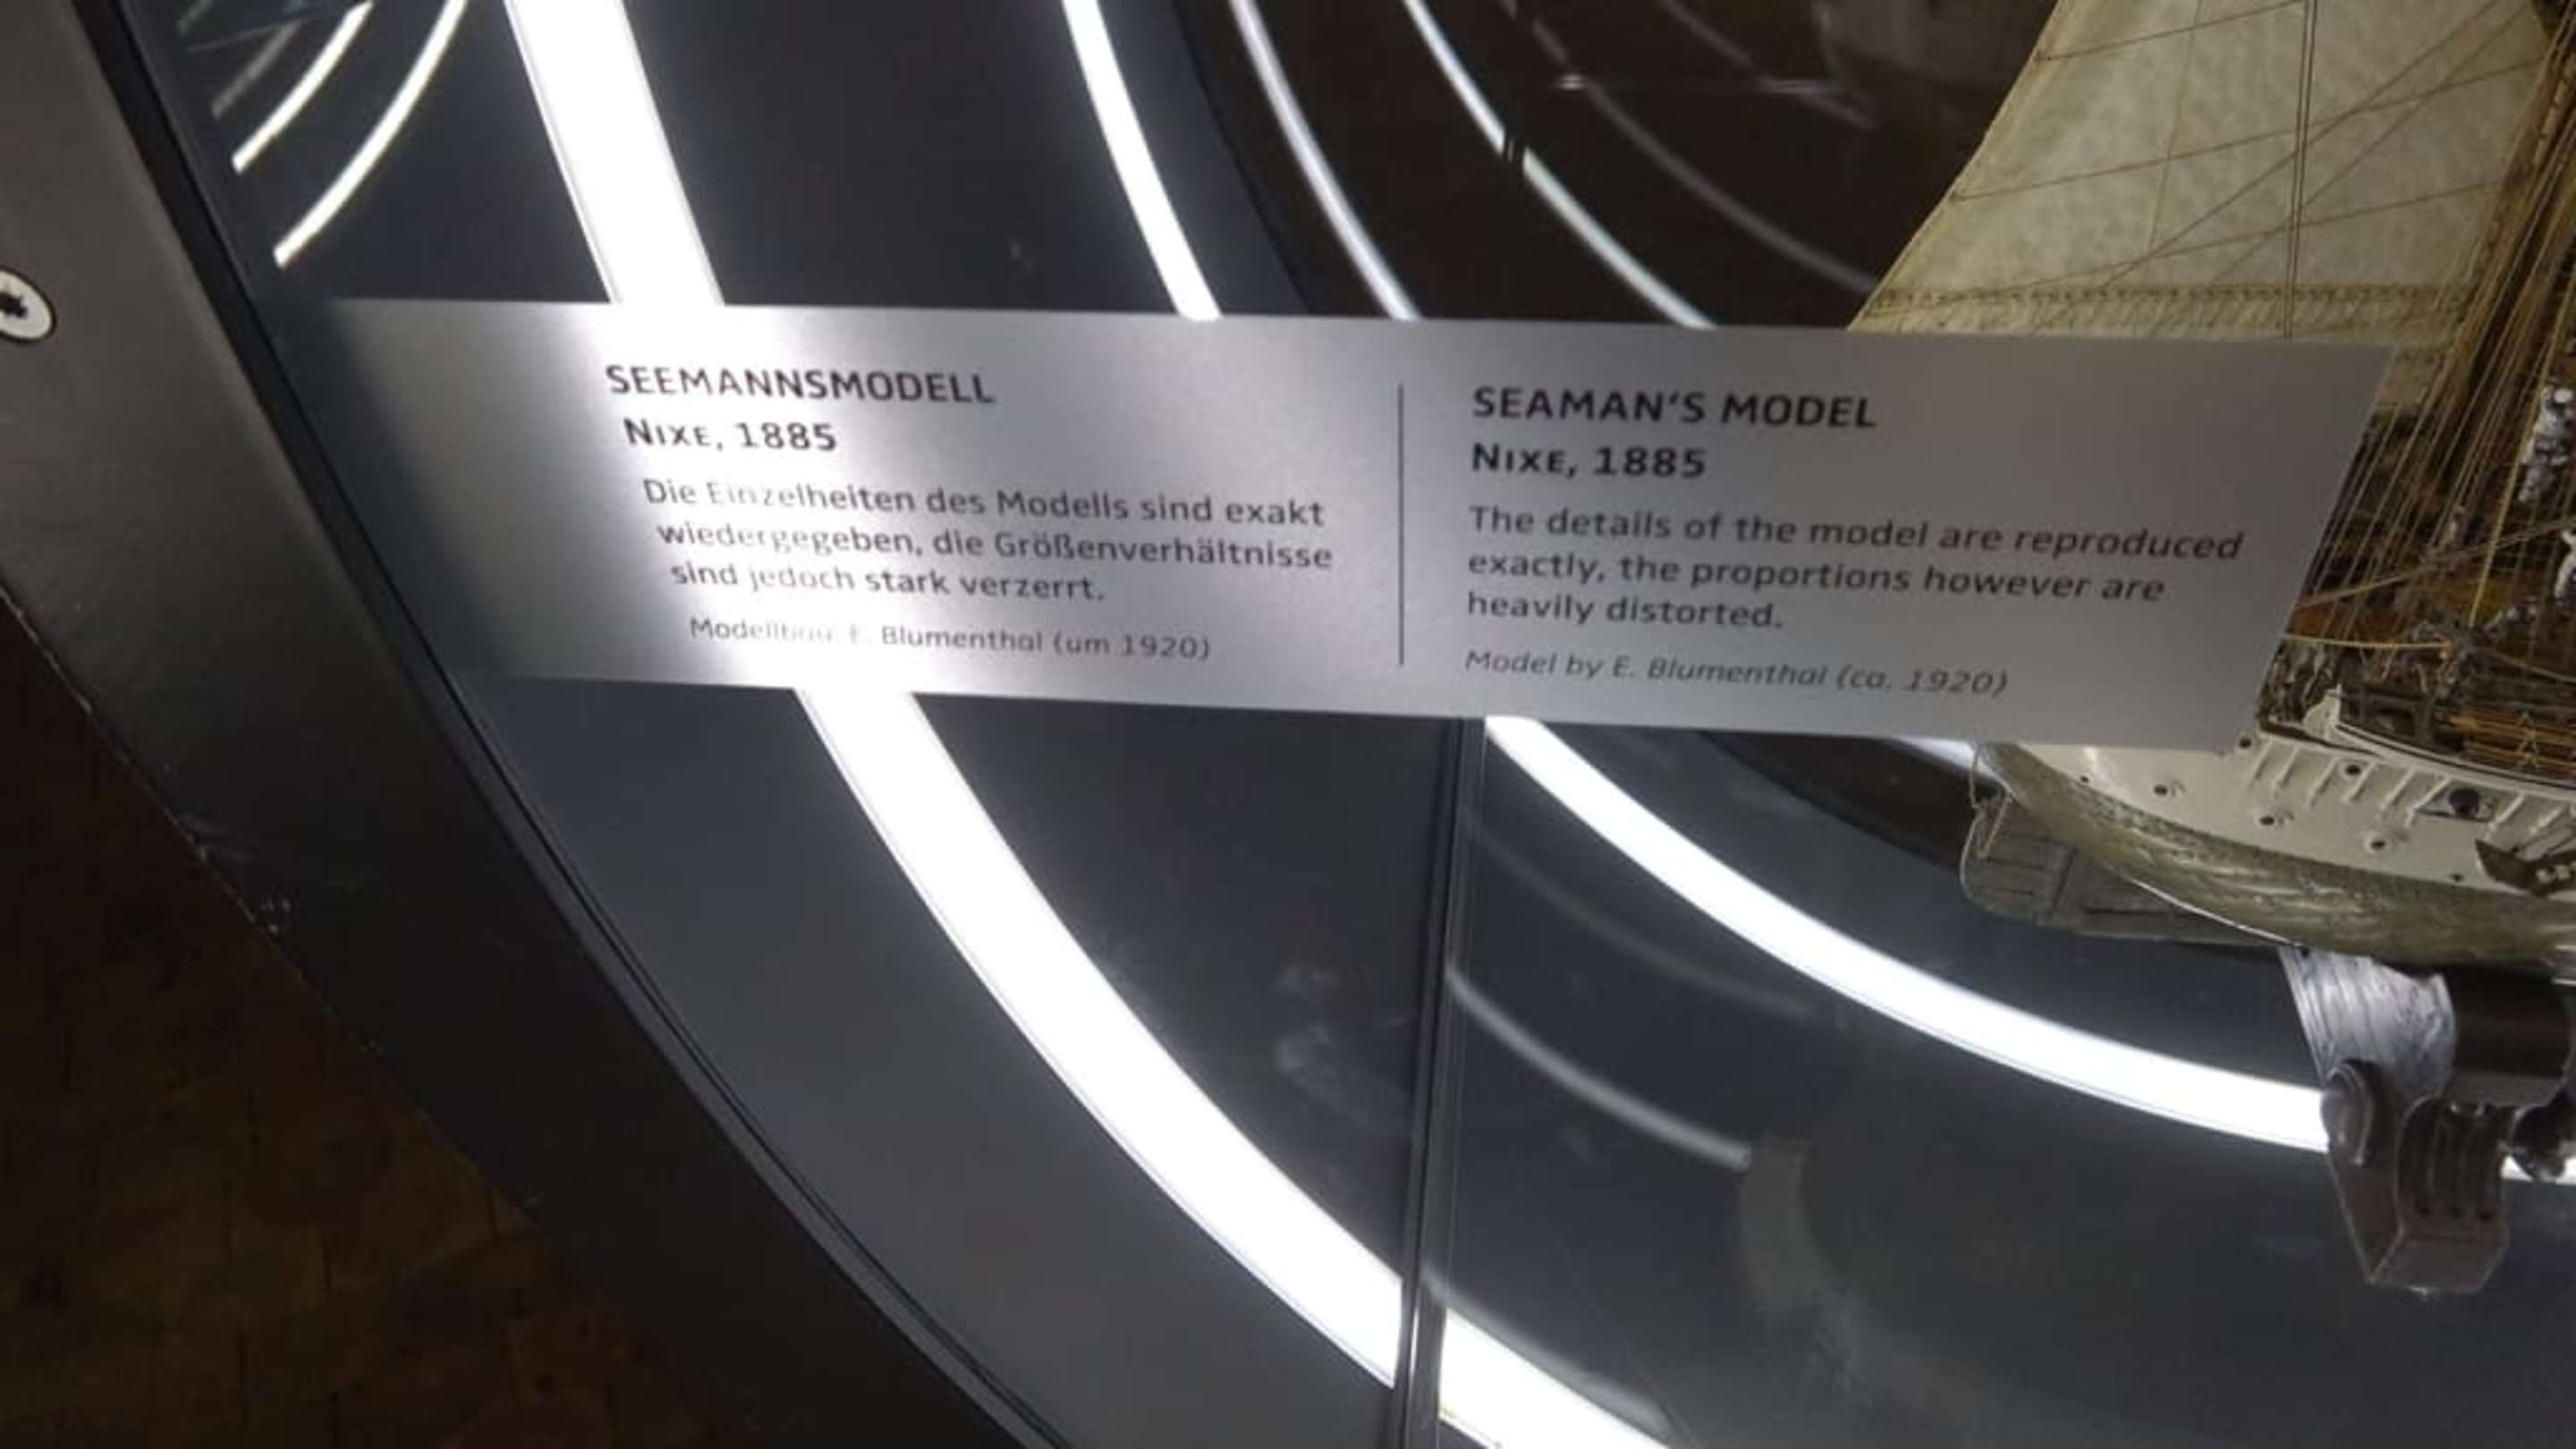 SEEMANNSMODELL
NIXE, 1885
Die Einzelheiten des Modells sind exakt
wiedergegeben, die Größenverhältnisse
sind jedoch stark verzerrt.
Modellbau: E. Blumenthal (um 1920)
SEAMAN'S MODEL
NIXE, 1885
The details of the model are reproduced
exactly, the proportions however are
heavily distorted.
Model by E. Blumenthal (ca. 1920)